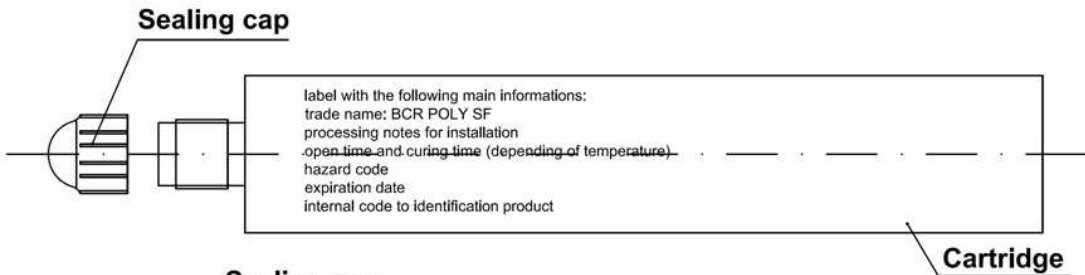 Sealing cap
label with the following main informations:
trade name: BCR POLY SF
processing notes for installation
open time and curing time (depending of temperature)
hazard code
expiration date
internal code to identification product
Cartridge